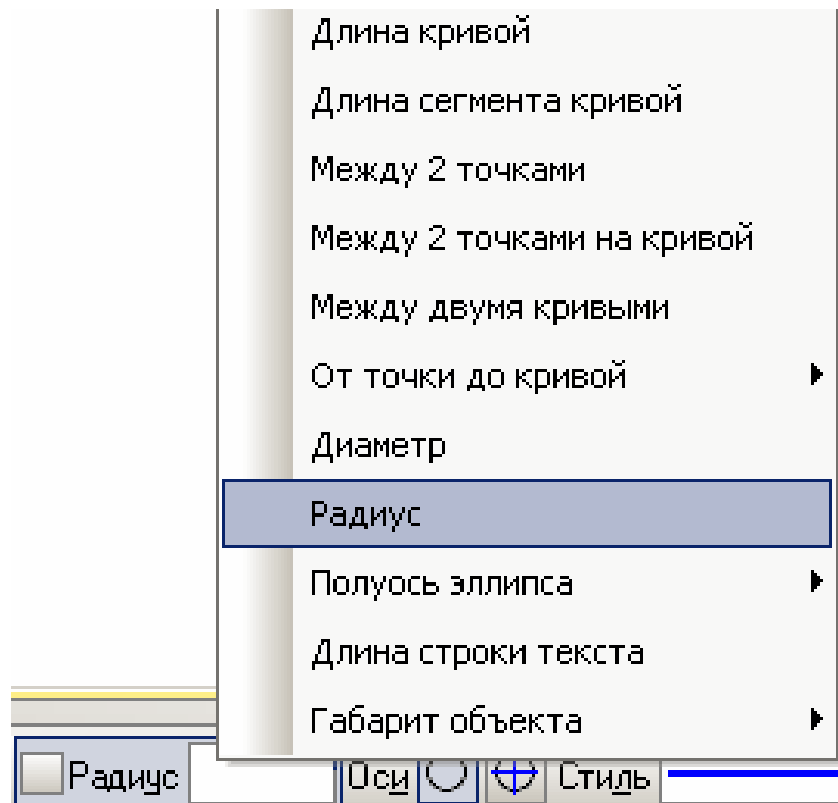 Длина кривой
Длина сегмента кривой
Между 2 точками
Между 2 точками на кривой
Между двумя кривыми
От точки до кривой
Диаметр
Радиус
Полуось эллипса
Длина строки текста
Габарит объекта
Радиус Оси Стиль